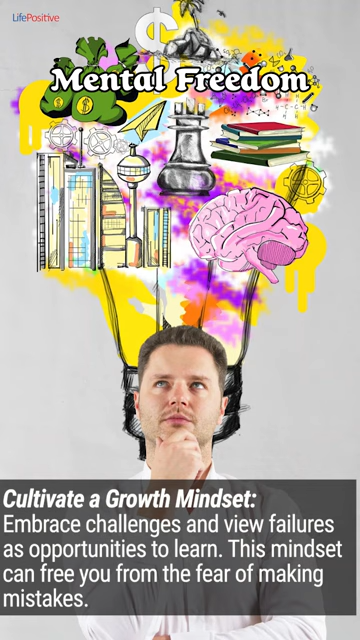 LifePositive
Mental Freedom
Cultivate a Growth Mindset:
Embrace challenges and view failures
as opportunities to learn. This mindset
can free you from the fear of making
mistakes.